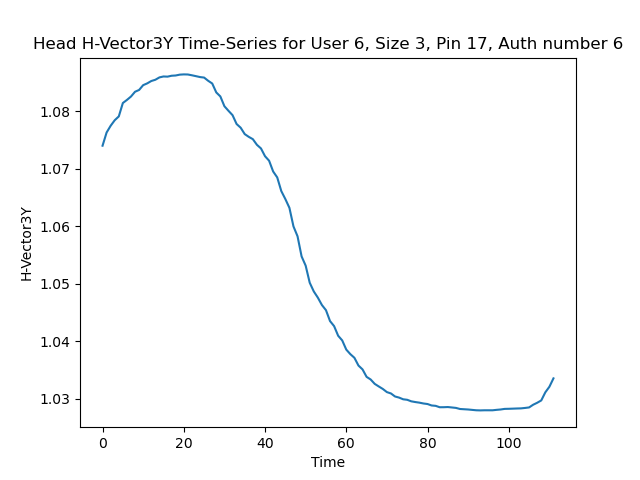 Head H-Vector3Y Time-Series for User 6, Size 3, Pin 17, Auth number 6
1.08
1.07
1.06
1.05
1.04
1.03
H-Vector3Y
0 20 40 60 80 100
Time